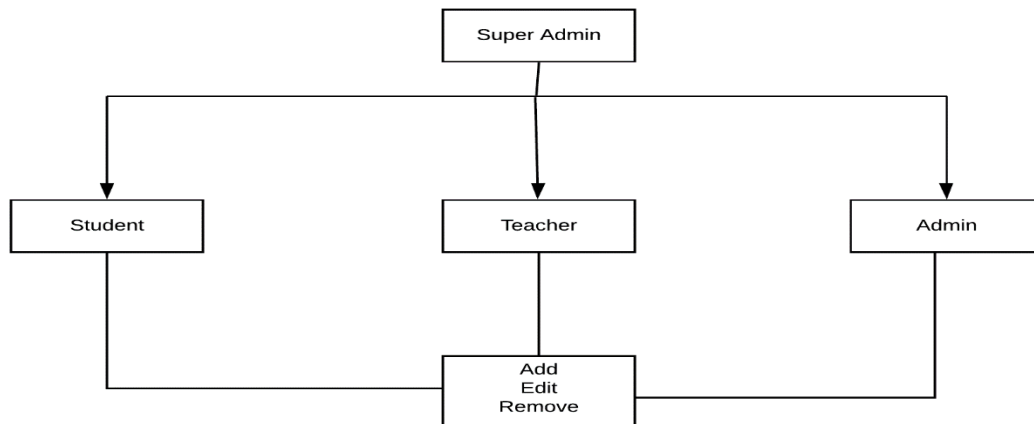 Super Admin
Student
Teacher
Admin
Add
Edit
Remove